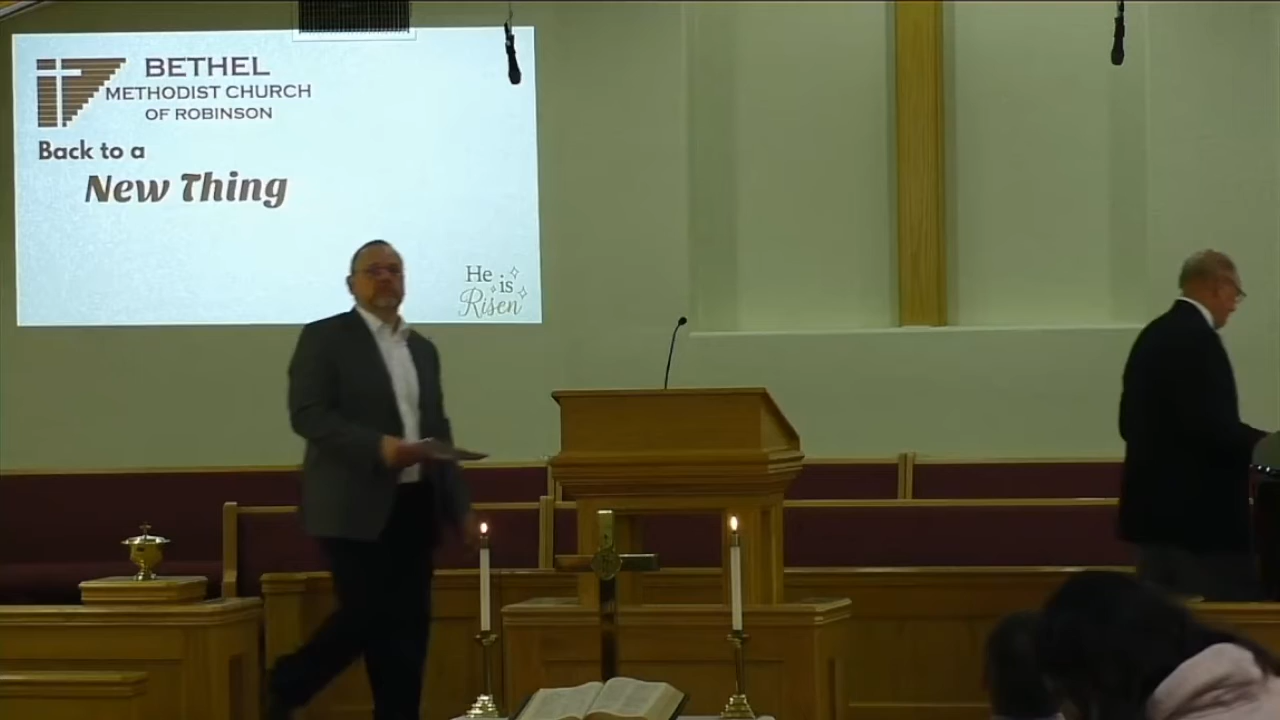 BETHEL
METHODIST CHURCH
OF ROBINSON
Back to a
New Thing
He
is
Risen